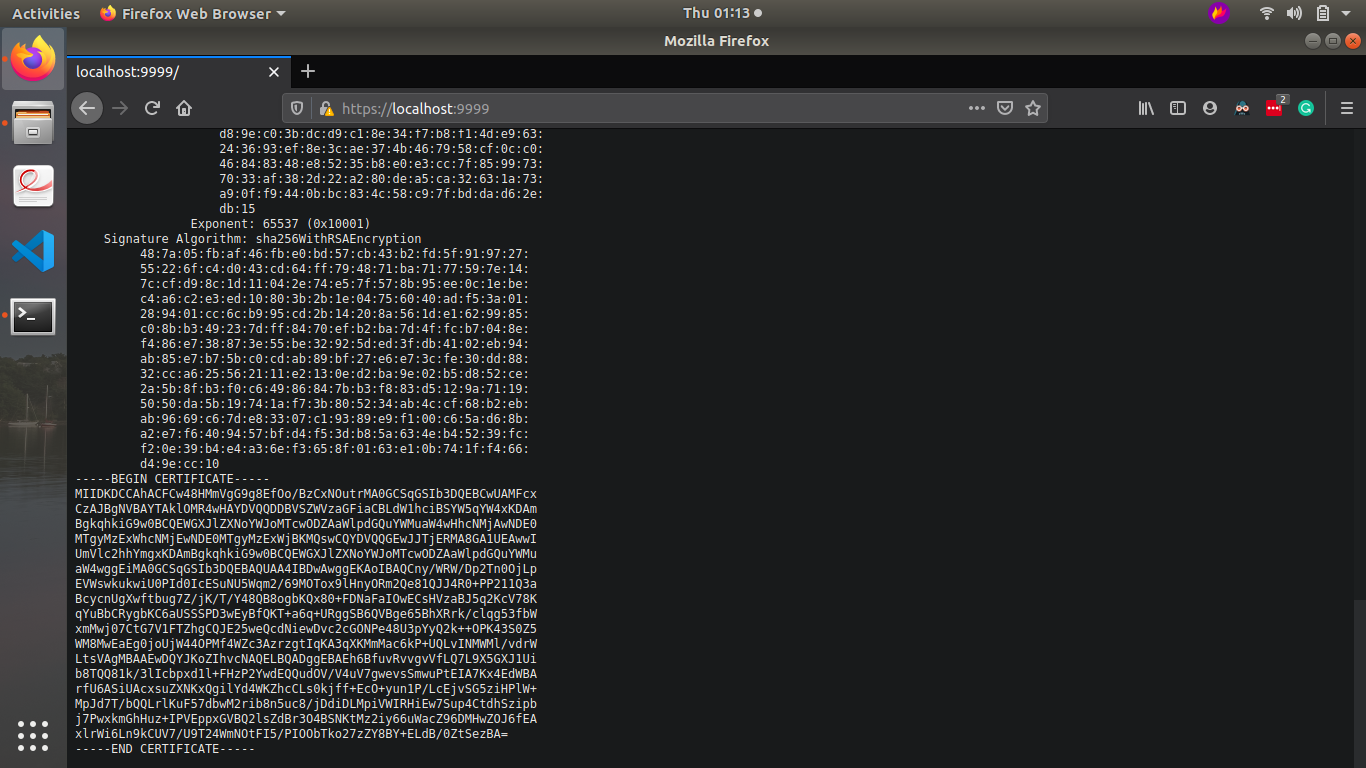 Activities
Firefox Web Browser
Thu 01:13
Mozilla Firefox
localhost:9999/
https://localhost:9999
2
d8:9e:c0:3b:dc:d9:c1:8e:34:f7:b8:f1:4d:e9:63:
24:36:93:ef:8e:3c:ae:37:4b:46:79:58:cf:0c:c0:
46:84:83:48:e8:52:35:b8:e0:e3:cc:7f:85:99:73:
70:33:af:38:2d:22:a2:80:de:a5:ca:32:63:1a:73:
a9:0f:f9:44:0b:bc:83:4c:58:c9:7f:bd:da:d6:2e:
db:15
Exponent: 65537 (0x10001)
Signature Algorithm: sha256WithRSAEncryption
48:7a:05:fb:af:46:fb:e0:bd:57:cb:43:b2:fd:5f:91:97:27:
55:22:6f:c4:d0:43:cd:64:ff:79:48:71:ba:71:77:59:7e:14:
7c:cf:d9:8c:1d:11:04:2e:74:e5:7f:57:8b:95:ee:0c:1e:be:
c4:a6:c2:e3:ed:10:80:3b:2b:1e:04:75:60:40:ad:f5:3a:01:
28:94:01:cc:6c:b9:95:cd:2b:14:20:8a:56:1d:e1:62:99:85:
c0:8b:b3:49:23:7d:ff:84:70:ef:b2:ba:7d:4f:fc:b7:04:8e:
f4:86:e7:38:87:3e:55:be:32:92:5d:ed:3f:db:41:02:eb:94:
ab:85:e7:b7:5b:c0:cd:ab:89:bf:27:e6:e7:3c:fe:30:dd:88:
32:cc:a6:25:56:21:11:e2:13:0e:d2:ba:9e:02:b5:d8:52:ce:
2a:5b:8f:b3:f0:c6:49:86:84:7b:b3:f8:83:d5:12:9a:71:19:
50:50:da:5b:19:74:1a:f7:3b:80:52:34:ab:4c:cf:68:b2:eb:
ab:96:69:c6:7d:e8:33:07:c1:93:89:e9:f1:00:c6:5a:d6:8b:
a2:e7:f6:40:94:57:bf:d4:f5:3d:b8:5a:63:4e:b4:52:39:fc:
f2:0e:39:b4:e4:a3:6e:f3:65:8f:01:63:e1:0b:74:1f:f4:66:
d4:9e:cc:10
-----BEGIN CERTIFICATE-----
MIIDKDCCAhACFCw48HMmVgG9g8EfOo/BzCxNOutrMA0GCSqGSIb3DQEBCwUAMFcx
CzAJBgNVBAYTAklOMR4wHAYDVQQDDBVSZWVzaGFiaCBLdW1hciBSYW5qYW4xKDAm
BgkqhkiG9w0BCQEWGXJlZXNoYWJoMTcwODZAaWlpdGQuYWMuaW4wHhcNMjAwNDE0
MTgyMzExWhcNMjEwNDE0MTgyMzExWjBKMQswCQYDVQQGEwJJTjERMA8GA1UEAwwI
UmVlc2hhYmgxKDAmBgkqhkiG9w0BCQEWGXJlZXNoYWJoMTcwODZAaWlpdGQuYWMu
aW4wggEiMA0GCSqGSIb3DQEBAQUAA4IBDwAwggEKAoIBAQCny/WRW/Dp2Tn0OjLp
EVWswkukwiU0PId0IcESuNU5Wqm2/69MOTox9lHnyORm2Qe81QJJ4R0+PP211Q3a
BcycnUgXwftbug7Z/jK/T/Y48QB8ogbKQx80+FDNaFaIOwECsHVzaBJ5q2KcV78K
qYuBbCRygbKC6aUSSSPD3wEyBfQKT+a6q+URggSB6QVBge65BhXRrk/clqg53fbW
xmMwj07CtG7V1FTZhgCQJE25weQcdNiewDvc2cGONPe48U3pYyQ2k++OPK43S0Z5
WM8MwEaEg0joUjW44OPMf4WZc3AzrzgtIqKA3qXKMmMac6kP+UQLvINMWMl/vdrW
LtsVAgMBAAEwDQYJKoZIhvcNAQELBQADggEBAEh6BfuvRvvgvVfLQ7L9X5GXJ1Ui
b8TQQ81k/3lIcbpxd1l+FHzP2YwdEQQudOV/V4uV7gwevsSmwuPtEIA7Kx4EdWBA
rfU6ASiUAcxsuZXNKxQgilYd4WKZhcCLs0kjff+EcO+yun1P/LcEjvSG5ziHPlW+
MpJd7T/bQQLrlKuF57dbwM2rib8n5uc8/jDdiDLMpiVWIRHiEw7Sup4CtdhSzipb
j7PwxkmGhHuz+IPVEppxGVBQ2lsZdBr3O4BSNKtMz2iy66uWacZ96DMHwZOJ6fEA
xlrWi6Ln9kCUV7/U9T24WmNOtFI5/PIOObTko27zZY8BY+ELdB/0ZtSezBA=
-----END CERTIFICATE-----